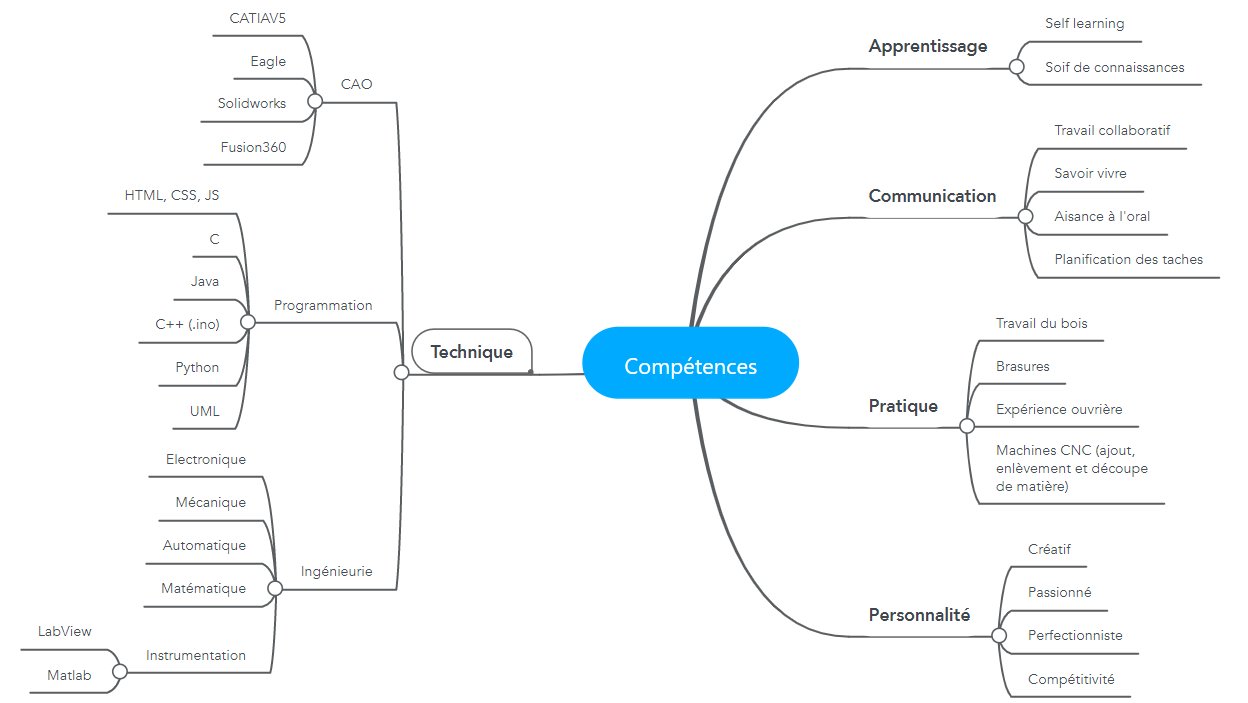 Compétences
Technique
CAO
CATIAV5
Eagle
Solidworks
Fusion360
Programmation
HTML, CSS, JS
C
Java
C++ (.ino)
Python
UML
Ingénieurie
Electronique
Mécanique
Automatique
Matématique
Instrumentation
LabView
Matlab
Apprentissage
Self learning
Soif de connaissances
Communication
Travail collaboratif
Savoir vivre
Aisance à l'oral
Planification des taches
Pratique
Travail du bois
Brasures
Expérience ouvrière
Machines CNC (ajout,
enlèvement et découpe
de matière)
Personnalité
Créatif
Passionné
Perfectionniste
Compétitivité